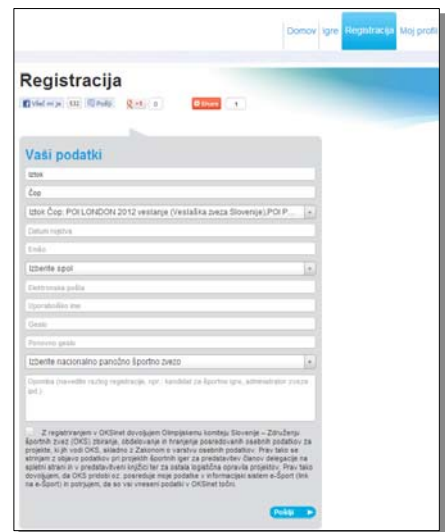 Domov Igre Registracija Moj profil
Registracija
Všeč mi je 532 Pošlji +1 0 Share 1
Vaši podatki
Iztok
Čop
Iztok Čop: POI LONDON 2012 veslanje (Veslaška zveza Slovenije),POI P...
Datum rojstva
Emšo
Izberite spol
Elektronska pošta
Uporabniško ime
Geslo
Ponovno geslo
Izberite nacionalno panožno športno zvezo
Opomba (navedite razlog registracije, npr.: kandidat za športne igre, administrator zveze
ipd.)
Z registriranjem v OKSinet dovoljujem Olimpijskemu komiteju Slovenije – Združenju
športnih zvez (OKS) zbiranje, obdelovanje in hranjenje posredovanih osebnih podatkov za
projekte, ki jih vodi OKS, skladno z Zakonom o varstvu osebnih podatkov. Prav tako se
strinjam z objavo podatkov pri projektih športnih iger za predstavitev članov delegacije na
spletni strani in v predstavitveni knjižici ter za ostala logistična opravila projektov. Prav tako
dovoljujem, da OKS pridobi oz. posreduje moje podatke v informacijski sistem e-Šport (link
na e-Šport) in potrjujem, da so vsi vneseni podatki v OKSinet točni.
Pošlji